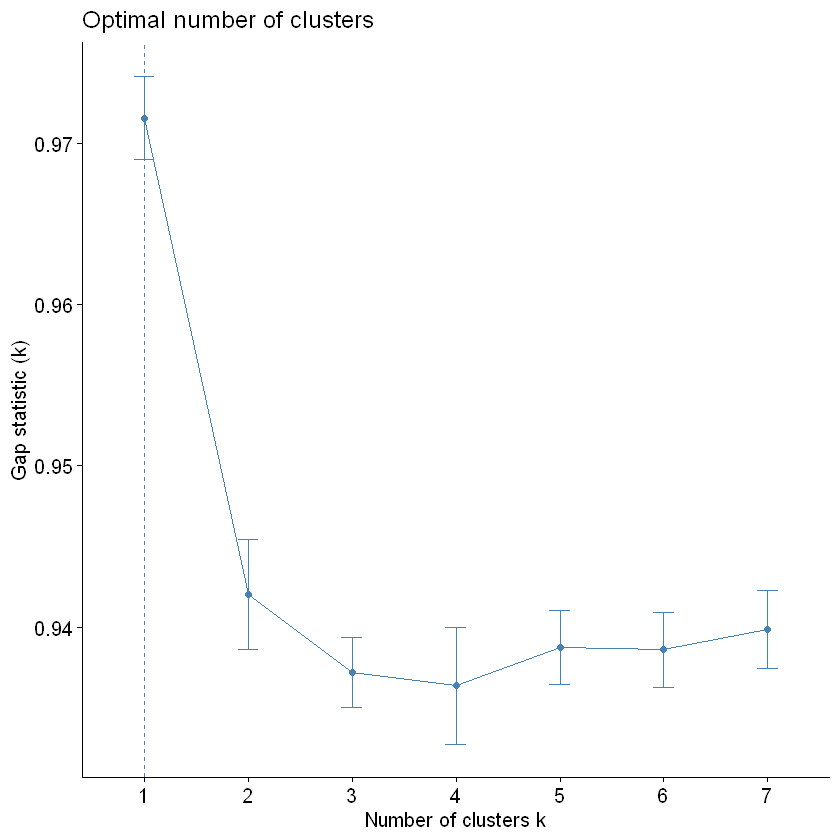 Optimal number of clusters
Gap statistic (k)
0.97
0.96
0.95
0.94
1 2 3 4 5 6 7
Number of clusters k